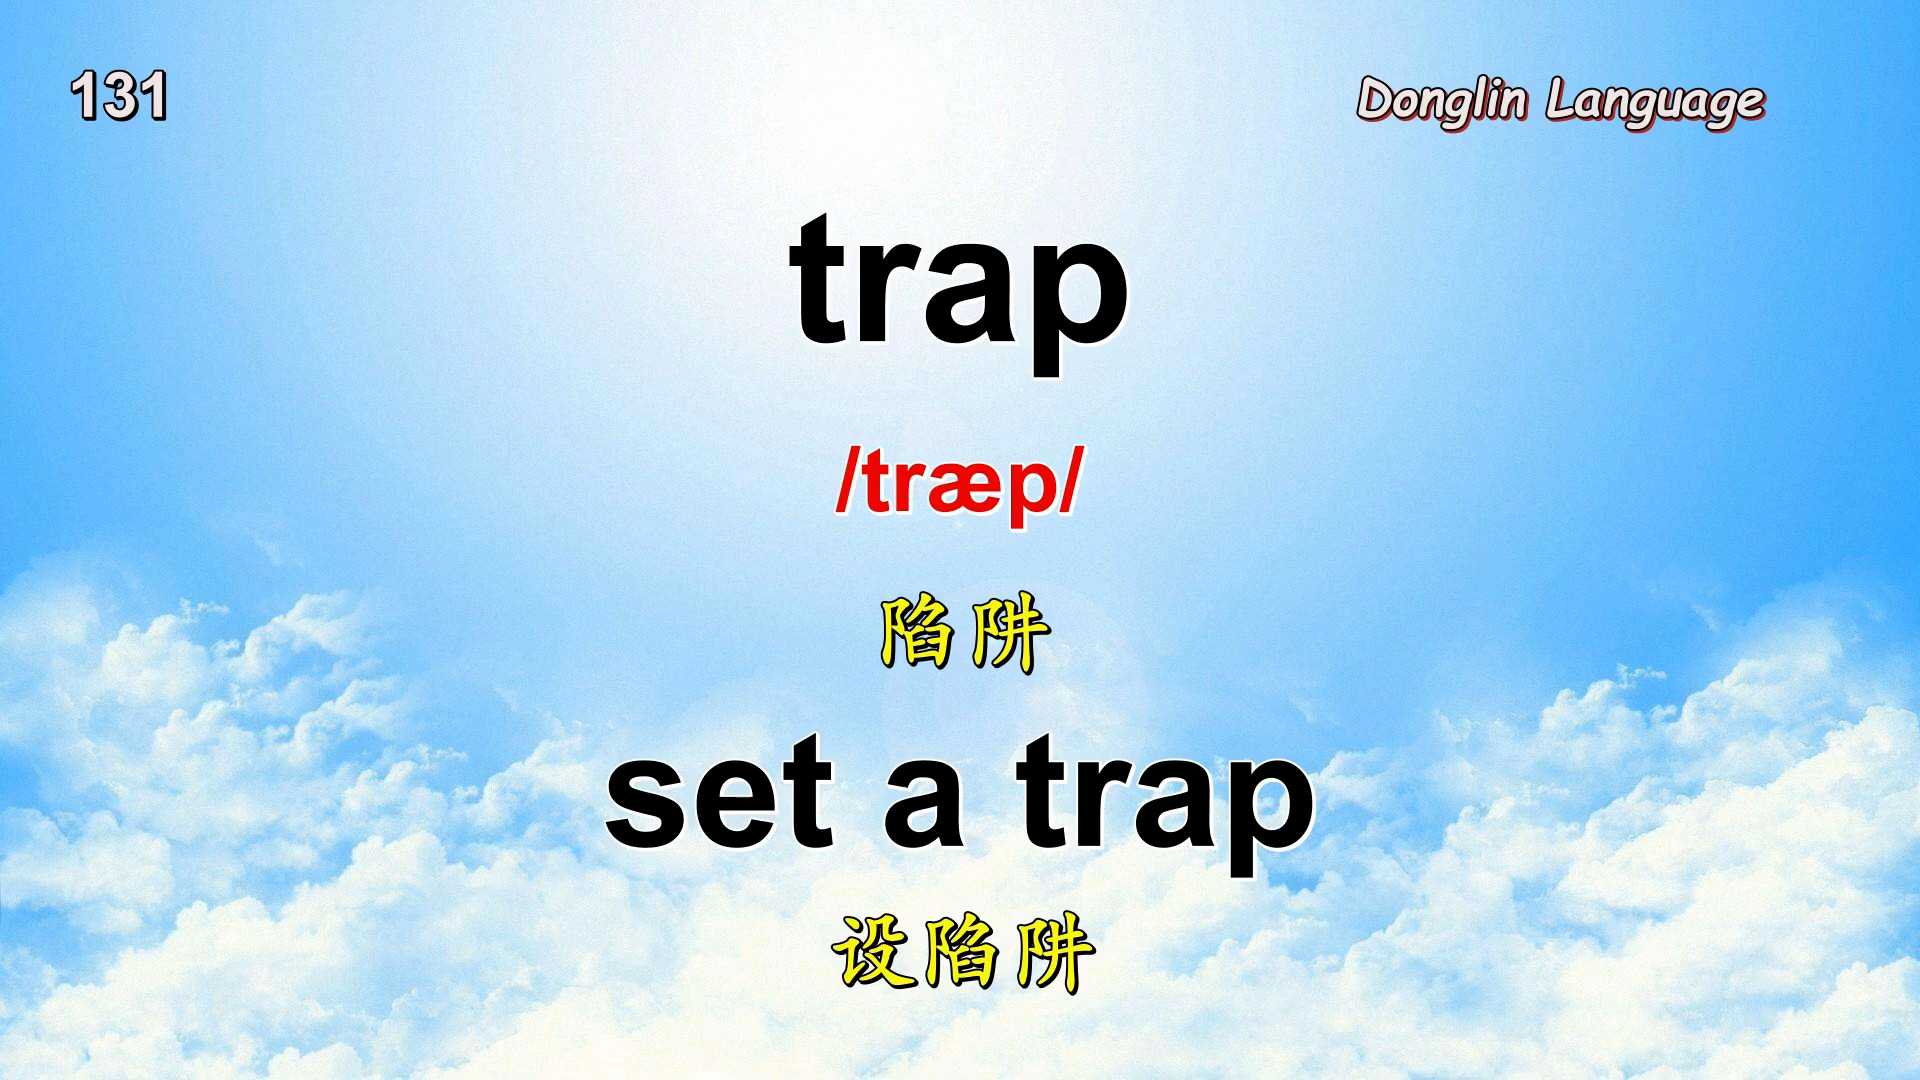 131
Donglin Language
trap
/træp/
陷阱
set a trap
设陷阱